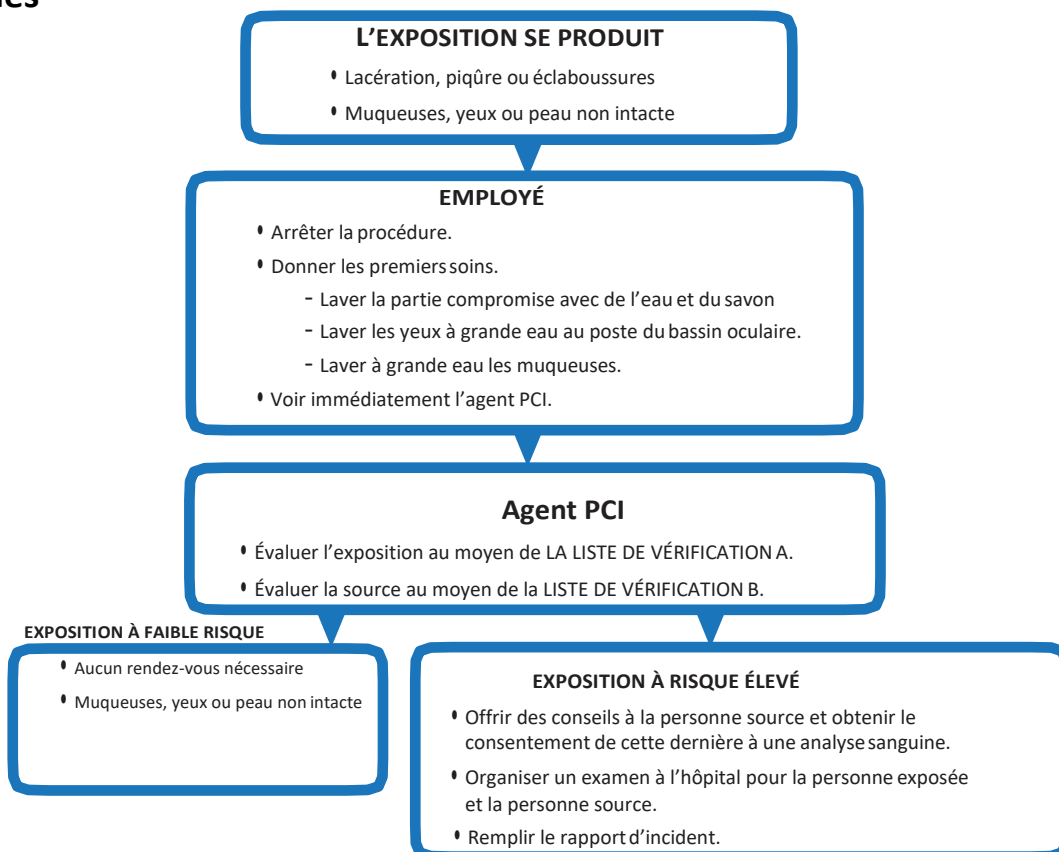 L'EXPOSITION SE PRODUIT
• Lacération, piqûre ou éclaboussures
• Muqueuses, yeux ou peau non intacte
EMPLOYÉ
• Arrêter la procédure.
• Donner les premiers soins.
- Laver la partie compromise avec de l'eau et du savon
- Laver les yeux à grande eau au poste du bassin oculaire.
- Laver à grande eau les muqueuses.
• Voir immédiatement l'agent PCI.
Agent PCI
• Évaluer l'exposition au moyen de LA LISTE DE VÉRIFICATION A.
• Évaluer la source au moyen de la LISTE DE VÉRIFICATION B.
EXPOSITION À FAIBLE RISQUE
• Aucun rendez-vous nécessaire
• Muqueuses, yeux ou peau non intacte
EXPOSITION À RISQUE ÉLEVÉ
• Offrir des conseils à la personne source et obtenir le
consentement de cette dernière à une analyse sanguine.
• Organiser un examen à l'hôpital pour la personne exposée
et la personne source.
• Remplir le rapport d'incident.